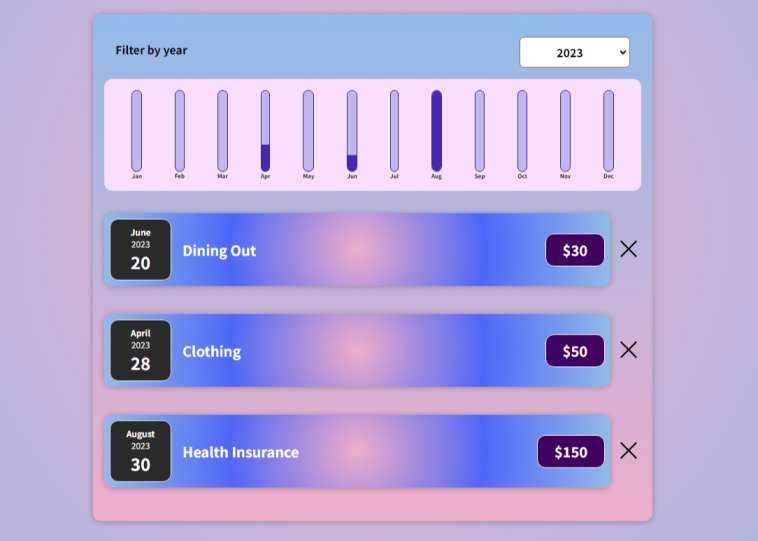 Filter by year
2023
Jan Feb Mar Apr May Jun Jul Aug Sep Oct Nov Dec
June
2023
20
Dining Out
$30
April
2023
28
Clothing
$50
August
2023
30
Health Insurance
$150